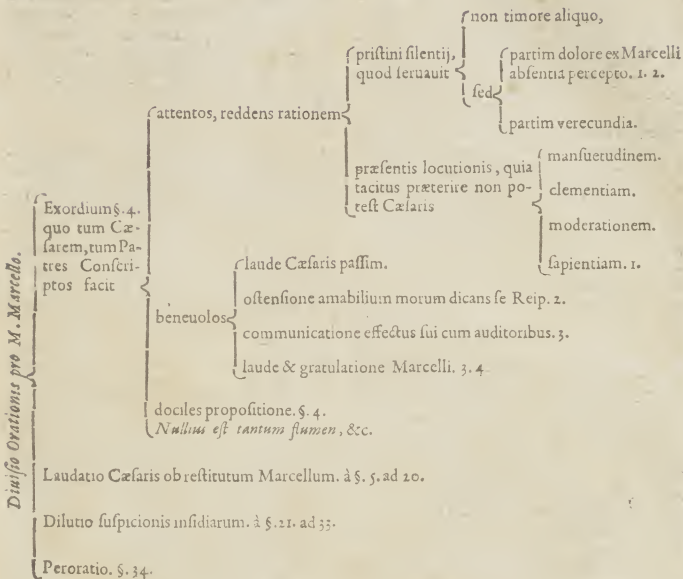 Diuisio Orationis pro M. Marcello.
Exordium §. 4.
quo tum Cæ-
sarem, tum Pa-
tres Conscri-
ptos facit
attentos, reddens rationem
pristini silentij,
quod seruauit
non timore aliquo,
sed
partim dolore ex Marcelli
absentia percepto. 1. 2.
partim verecundia.
præsentis locutionis, quia
tacitus præterire non po-
test Cæsaris
mansuetudinem.
clementiam.
moderationem.
sapientiam. 1.
beneuolos
laude Cæsaris passim.
ostensione amabilium morum dicans se Reip. 2.
communicatione effectus sui cum auditoribus. 3.
laude & gratulatione Marcelli. 3. 4
dociles propositione. §. 4.
Nullius est tantum flumen, &c.
Laudatio Cæsaris ob restitutum Marcellum. à §. 5. ad 20.
Dilutio suspicionis insidiarum. à §. 21. ad 33.
Peroratio. §. 34.